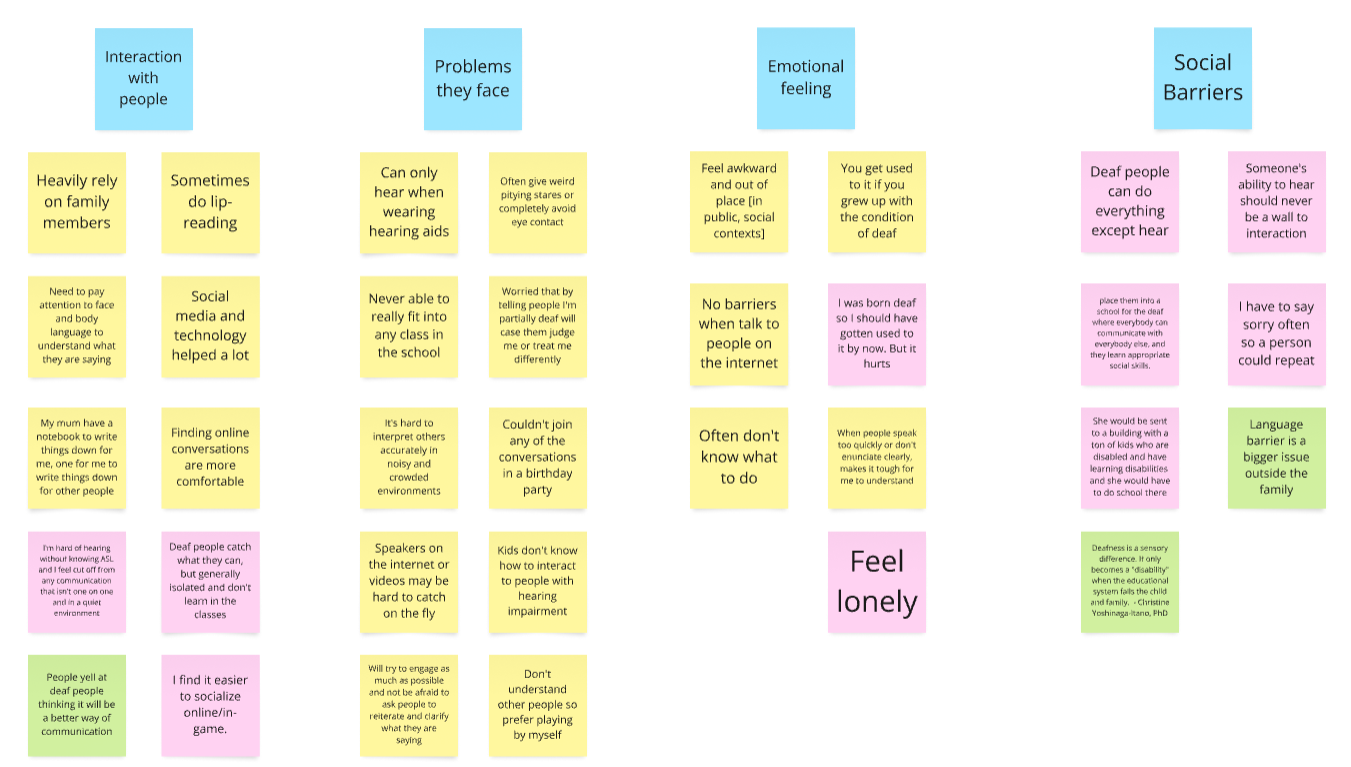 Interaction
with
people
Heavily rely
on family
members
Sometimes
do lip-
reading
Need to pay
attention to face
and body
language to
understand what
they are saying
Social
media and
technology
helped a lot
My mum have a
notebook to write
things down for
me, one for me to
write things down
for other people
Finding online
conversations
are more
comfortable
I'm hard of hearing
without knowing ASL
and I feel cut off from
any communication
that isn't one on one
and in a quiet
environment
Deaf people catch
what they can,
but generally
isolated and don't
learn in the
classes
People yell at
deaf people
thinking it will be
a better way of
communication
I find it easier
to socialize
online/in-
game.
Problems
they face
Can only
hear when
wearing
hearing aids
Often give weird
pitying stares or
completely avoid
eye contact
Never able to
really fit into
any class in
the school
Worried that by
telling people I'm
partially deaf will
case them judge
me or treat me
differently
It's hard to
interpret others
accurately in
noisy and
crowded
environments
Couldn't join
any of the
conversations
in a birthday
party
Speakers on
the internet or
videos may be
hard to catch
on the fly
Kids don't know
how to interact
to people with
hearing
impairment
Will try to engage as
much as possible
and not be afraid to
ask people to
reiterate and clarify
what they are
saying
Don't
understand
other people so
prefer playing
by myself
Emotional
feeling
Feel awkward
and out of
place [in
public, social
contexts]
You get used
to it if you
grew up with
the condition
of deaf
No barriers
when talk to
people on
the internet
I was born deaf
so I should have
gotten used to
it by now. But it
hurts
Often don't
know what
to do
When people speak
too quickly or don't
enunciate clearly,
makes it tough for
me to understand
Feel
lonely
Social
Barriers
Deaf people
can do
everything
except hear
Someone's
ability to hear
should never
be a wall to
interaction
place them into a
school for the deaf
where everybody can
communicate with
everybody else, and
they learn appropriate
social skills.
I have to say
sorry often
so a person
could repeat
She would be sent
to a building with a
ton of kids who are
disabled and have
learning disabilities
and she would have
to do school there
Language
barrier is a
bigger issue
outside the
family
Deafness is a sensory
difference. It only
becomes a "disability"
when the educational
system fails the child
and family. - Christine
Yoshinaga-Itano, PhD